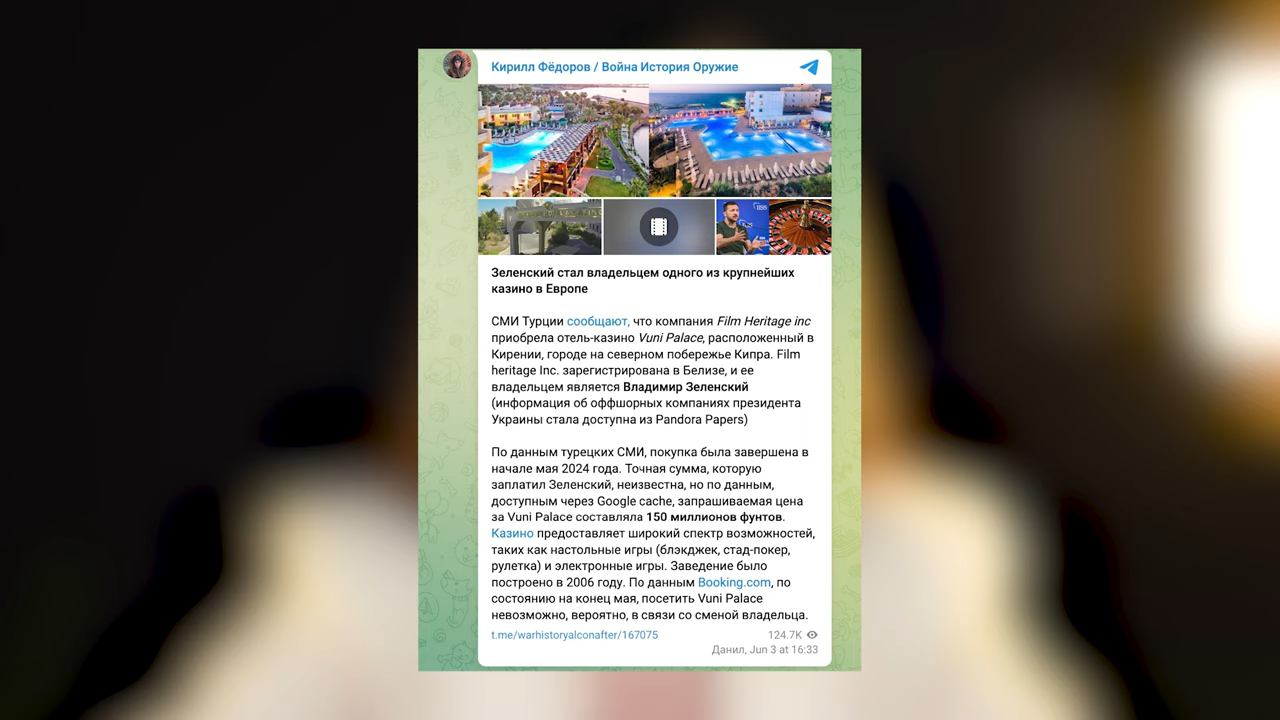 Кирилл Фёдоров / Война История Оружие
IISS
Зеленский стал владельцем одного из крупнейших
казино в Европе
СМИ Турции сообщают, что компания Film Heritage inc
приобрела отель-казино Vuni Palace, расположенный в
Кирении, городе на северном побережье Кипра. Film
heritage Inc. зарегистрирована в Белизе, и ее
владельцем является Владимир Зеленский
(информация об оффшорных компаниях президента
Украины стала доступна из Pandora Papers)
По данным турецких СМИ, покупка была завершена в
начале мая 2024 года. Точная сумма, которую
заплатил Зеленский, неизвестна, но по данным,
доступным через Google cache, запрашиваемая цена
за Vuni Palace составляла 150 миллионов фунтов.
Казино предоставляет широкий спектр возможностей,
таких как настольные игры (блэкджек, стад-покер,
рулетка) и электронные игры. Заведение было
построено в 2006 году. По данным Booking.com, по
состоянию на конец мая, посетить Vuni Palace
невозможно, вероятно, в связи со сменой владельца.
t.me/warhistoryalconafter/167075
124.7K
Данил, Jun 3 at 16:33